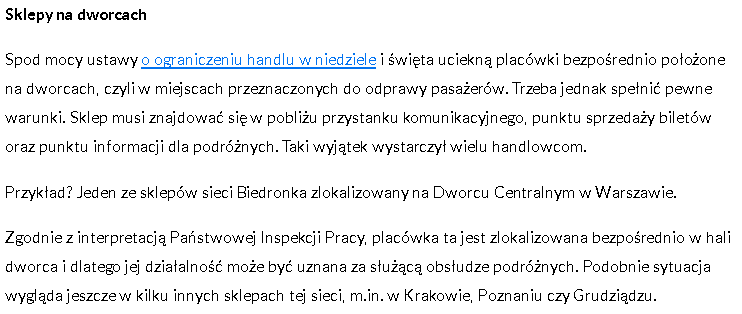 Sklepy na dworcach
Spod mocy ustawy o ograniczeniu handlu w niedziele i święta uciekną placówki bezpośrednio położone
na dworcach, czyli w miejscach przeznaczonych do odprawy pasażerów. Trzeba jednak spełnić pewne
warunki. Sklep musi znajdować się w pobliżu przystanku komunikacyjnego, punktu sprzedaży biletów
oraz punktu informacji dla podróżnych. Taki wyjątek wystarczył wielu handlowcom.
Przykład? Jeden ze sklepów sieci Biedronka zlokalizowany na Dworcu Centralnym w Warszawie.
Zgodnie z interpretacją Państwowej Inspekcji Pracy, placówka ta jest zlokalizowana bezpośrednio w hali
dworca i dlatego jej działalność może być uznana za służącą obsłudze podróżnych. Podobnie sytuacja
wygląda jeszcze w kilku innych sklepach tej sieci, m.in. w Krakowie, Poznaniu czy Grudziądzu.